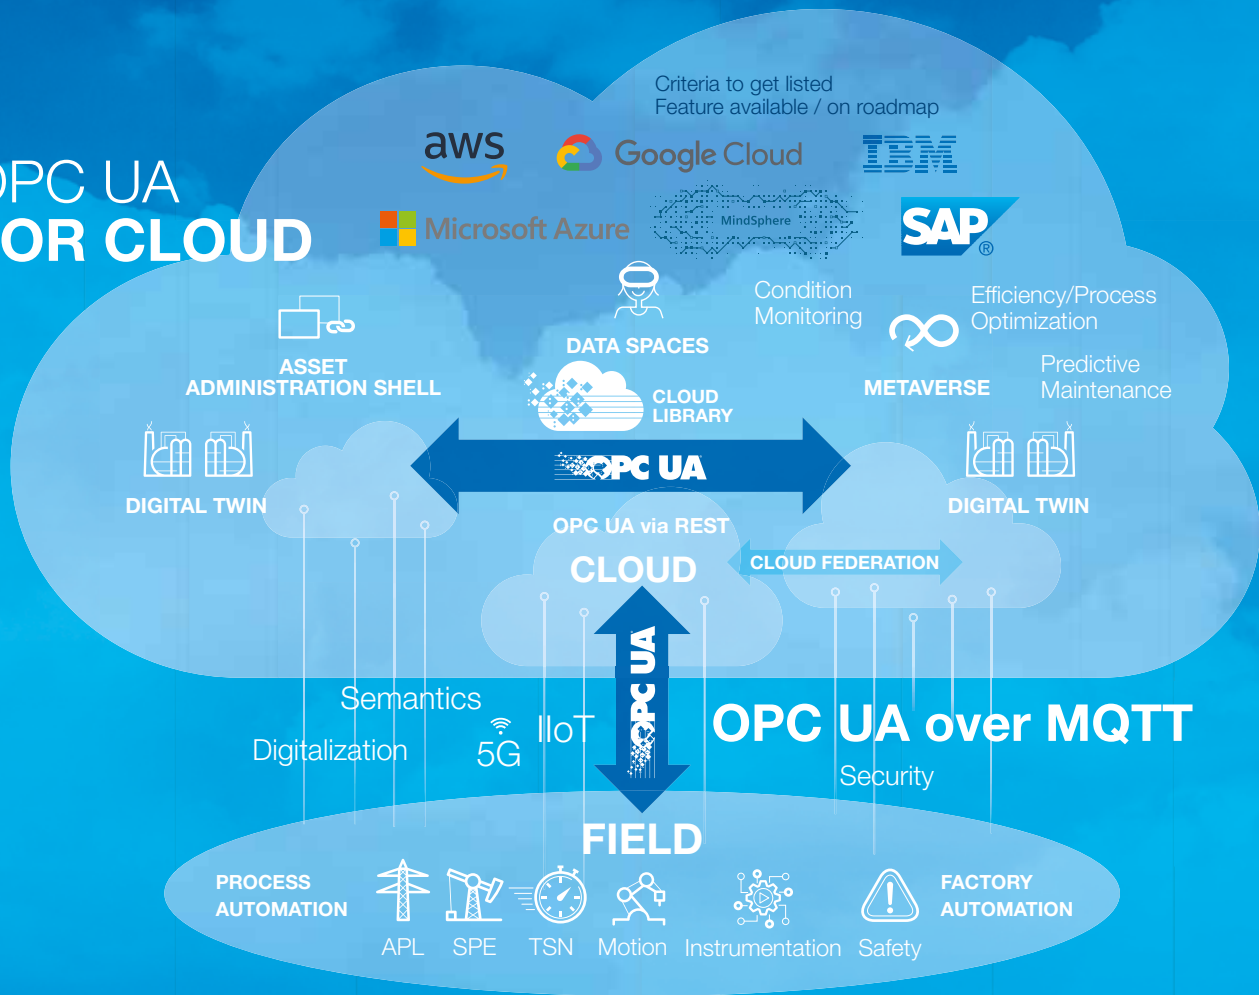 Criteria to get listed
Feature available / on roadmap
aws
Google Cloud
IBM
OPC UA
OR CLOUD
Microsoft Azure
MindSphere
SAP®
Condition
Monitoring
Efficiency/Process
Optimization
DATA SPACES
ASSET
ADMINISTRATION SHELL
CLOUD
LIBRARY
METAVERSE
Predictive
Maintenance
OPC UA
DIGITAL TWIN
DIGITAL TWIN
OPC UA via REST
CLOUD
CLOUD FEDERATION
OPC UA
Semantics
Digitalization
5G
IIoT
OPC UA over MQTT
Security
FIELD
PROCESS
AUTOMATION
FACTORY
AUTOMATION
APL
SPE
TSN
Motion
Instrumentation
Safety